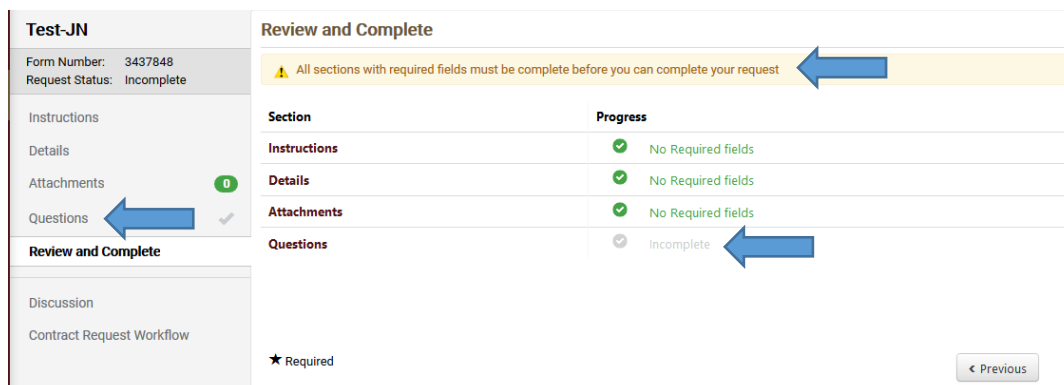 Test-JN
Form Number: 3437848
Request Status: Incomplete
Instructions
Details
Attachments 0
Questions
Review and Complete
Discussion
Contract Request Workflow
Review and Complete
All sections with required fields must be complete before you can complete your request
Section Progress
Instructions No Required fields
Details No Required fields
Attachments No Required fields
Questions Incomplete
★ Required
‹ Previous